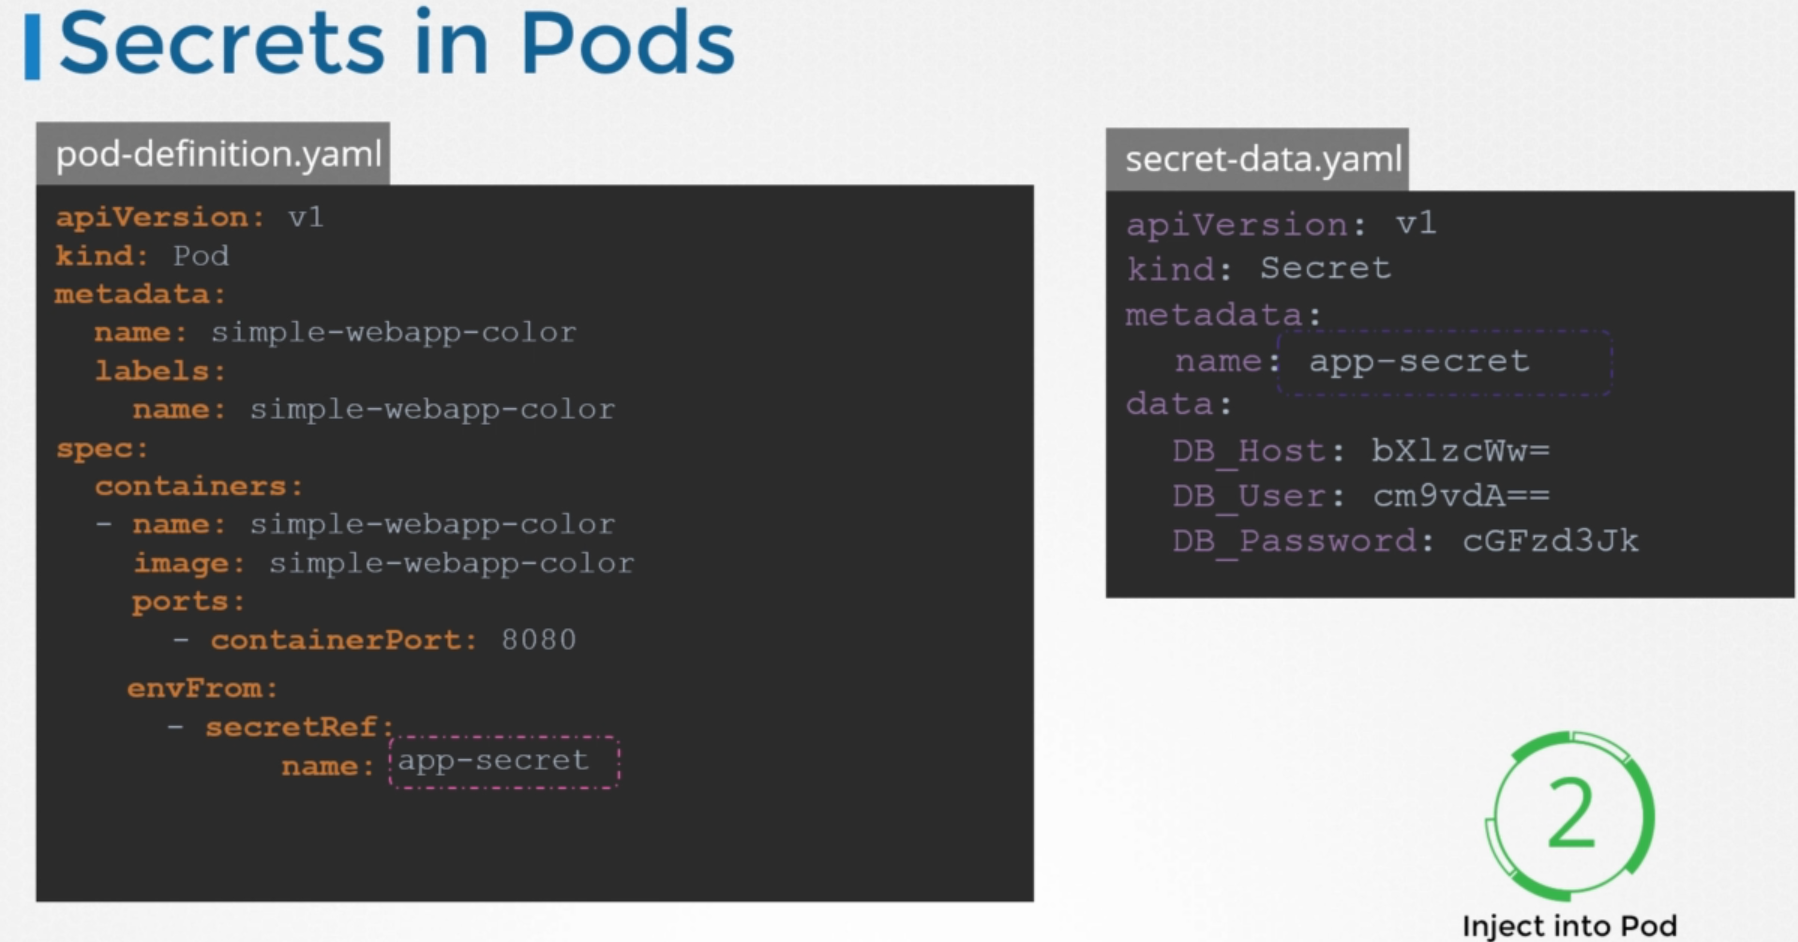 Secrets in Pods
pod-definition.yaml
apiVersion: v1
kind: Pod
metadata:
name: simple-webapp-color
labels:
name: simple-webapp-color
spec:
containers:
- name: simple-webapp-color
image: simple-webapp-color
ports:
- containerPort: 8080
envFrom:
- secretRef:
name: app-secret
secret-data.yaml
apiVersion: v1
kind: Secret
metadata:
name: app-secret
data:
DB_Host: bXlzcWw=
DB_User: cm9vdA==
DB_Password: cGFzd3Jk
2
Inject into Pod